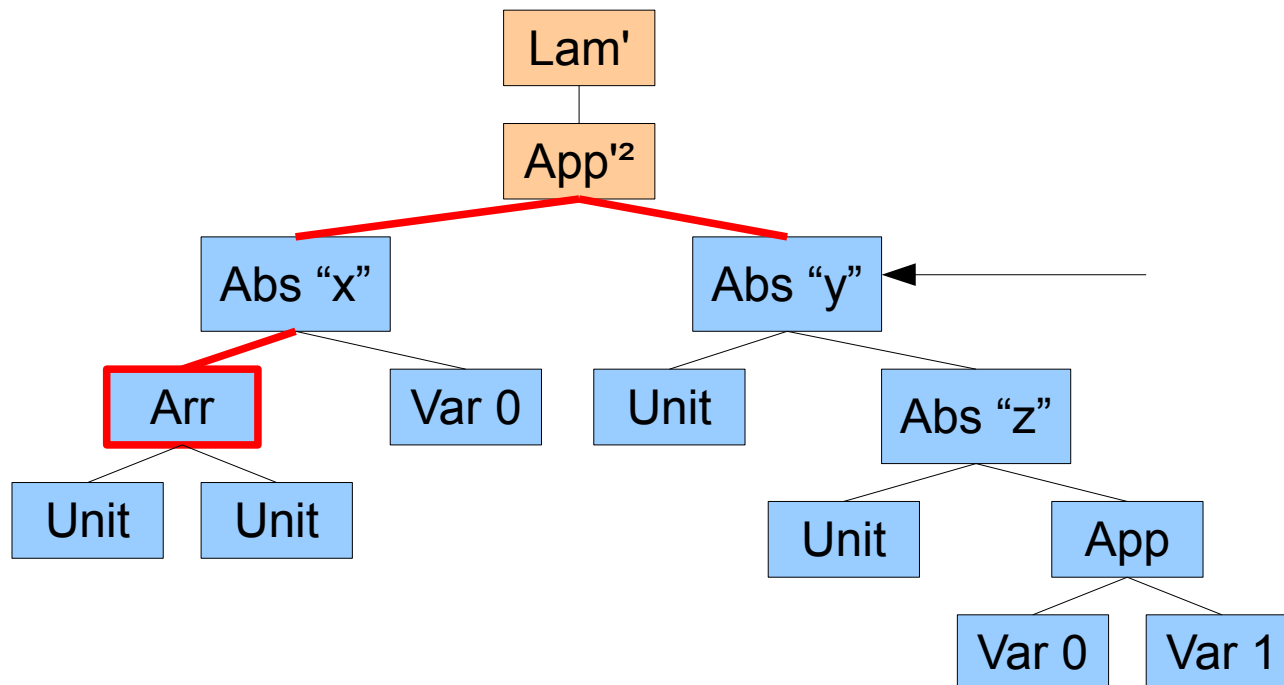 Lam'
App'²
Abs “x”
Abs “y”
Arr
Var 0
Unit
Abs “z”
Unit
Unit
Unit
App
Var 0
Var 1